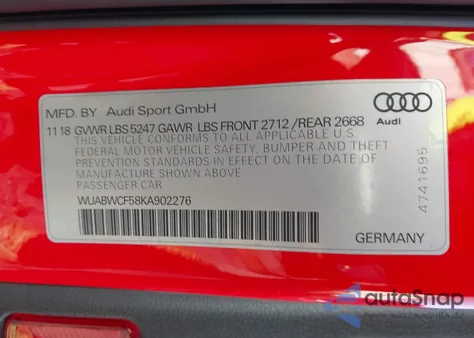 MFD. BY Audi Sport GmbH
11 18 GVWR LBS 5247 GAWR LBS FRONT 2712 /REAR 2668
THIS VEHICLE CONFORMS TO ALL APPLICABLE U.S.
FEDERAL MOTOR VEHICLE SAFETY, BUMPER AND THEFT
PREVENTION STANDARDS IN EFFECT ON THE DATE OF
MANUFACTURE SHOWN ABOVE
PASSENGER CAR
WUABWCF58KA902276
Audi
4741695
GERMANY
autoSnap